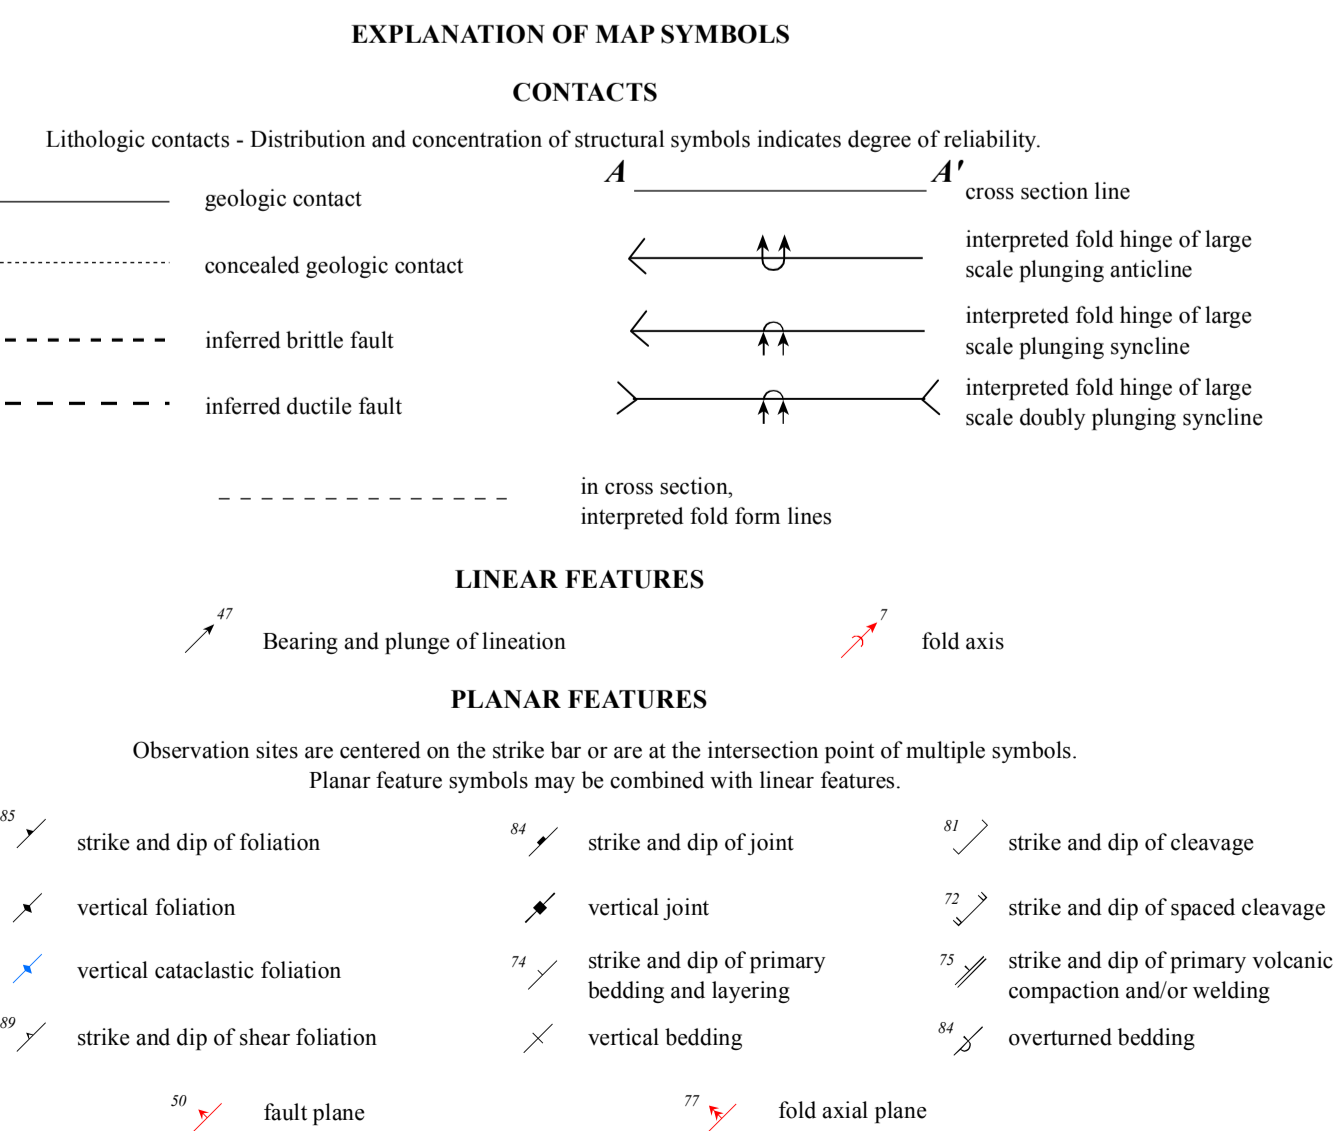 EXPLANATION OF MAP SYMBOLS
CONTACTS
Lithologic contacts - Distribution and concentration of structural symbols indicates degree of reliability.
geologic contact
concealed geologic contact
inferred brittle fault
inferred ductile fault
A A'
cross section line
interpreted fold hinge of large
scale plunging anticline
interpreted fold hinge of large
scale plunging syncline
interpreted fold hinge of large
scale doubly plunging syncline
in cross section,
interpreted fold form lines
LINEAR FEATURES
47
Bearing and plunge of lineation
7
fold axis
PLANAR FEATURES
Observation sites are centered on the strike bar or are at the intersection point of multiple symbols.
Planar feature symbols may be combined with linear features.
85
strike and dip of foliation
vertical foliation
vertical cataclastic foliation
89
strike and dip of shear foliation
84
strike and dip of joint
vertical joint
74
strike and dip of primary
bedding and layering
vertical bedding
81
strike and dip of cleavage
72
strike and dip of spaced cleavage
75
strike and dip of primary volcanic
compaction and/or welding
84
overturned bedding
50
fault plane
77
fold axial plane